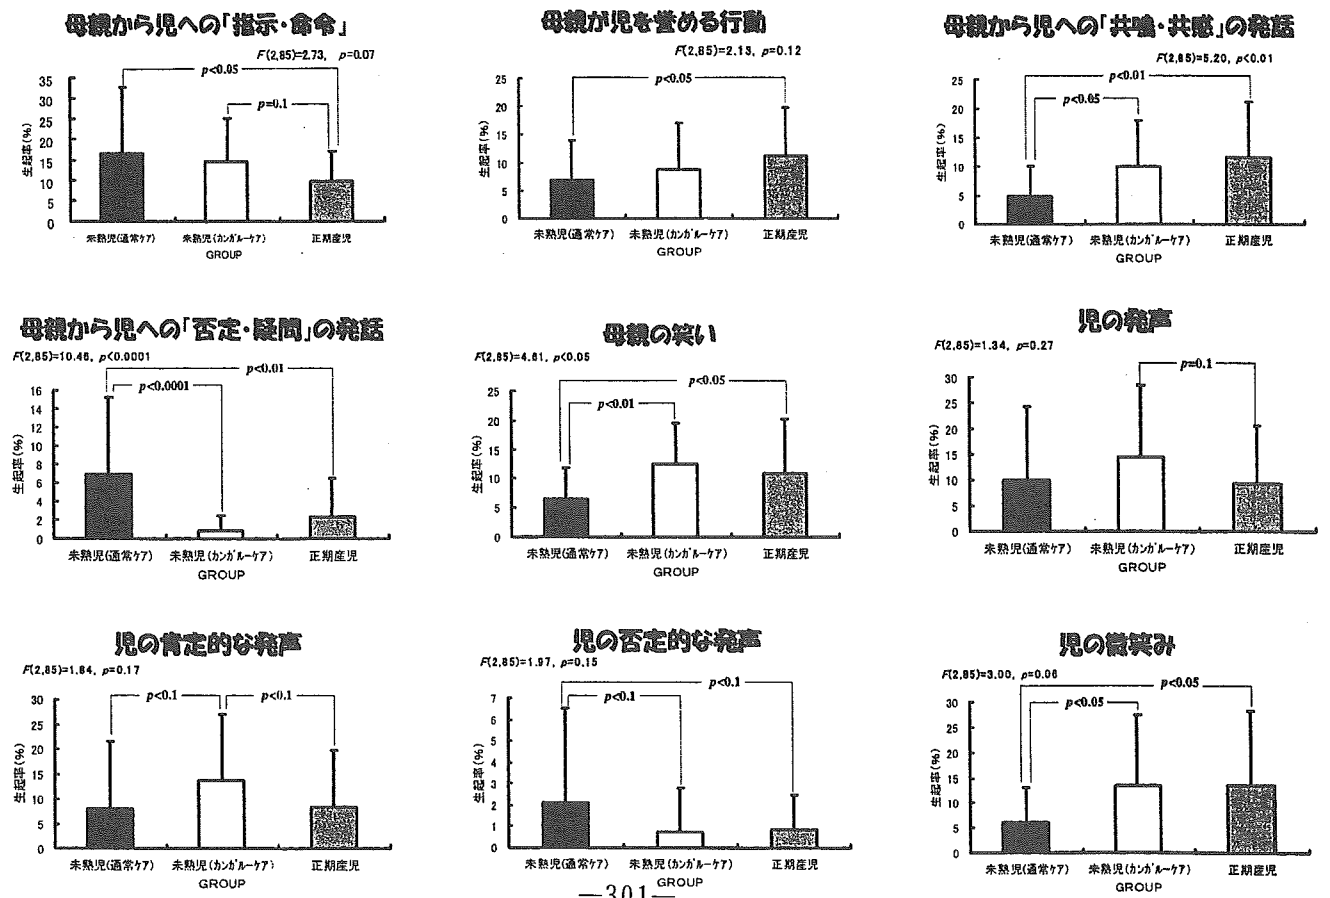 母親から児への「指示・命令」
F(2,85)=2.73, p=0.07
p<0.05
p=0.1
35
30
25
20
15
10
5
0
生起率(%)
未熟児(通常ケア) 未熟児(カンガルーケア) 正期産児
GROUP
母親が児を誉める行動
F(2,85)=2.13, p=0.12
p<0.05
25
20
15
10
5
0
生起率(%)
未熟児(通常ケア) 未熟児(カンガルーケア) 正期産児
GROUP
母親から児への「共鳴・共感」の発話
F(2,85)=5.20, p<0.01
p<0.01
p<0.05
25
20
15
10
5
0
生起率(%)
未熟児(通常ケア) 未熟児(カンガルーケア) 正期産児
GROUP
母親から児への「否定・疑問」の発話
F(2,85)=10.46, p<0.0001
p<0.01
p<0.0001
16
14
12
10
8
6
4
2
0
生起率(%)
未熟児(通常ケア) 未熟児(カンガルーケア) 正期産児
GROUP
母親の笑い
F(2,85)=4.61, p<0.05
p<0.05
p<0.01
25
20
15
10
5
0
生起率(%)
未熟児(通常ケア) 未熟児(カンガルーケア) 正期産児
GROUP
児の発声
F(2,85)=1.34, p=0.27
p=0.1
30
25
20
15
10
5
0
生起率(%)
未熟児(通常ケア) 未熟児(カンガルーケア) 正期産児
GROUP
児の肯定的な発声
F(2,85)=1.84, p=0.17
p<0.1
p<0.1
30
25
20
15
10
5
0
生起率(%)
未熟児(通常ケア) 未熟児(カンガルーケア) 正期産児
GROUP
児の否定的な発声
F(2,85)=1.97, p=0.15
p<0.1
p<0.1
7
6
5
4
3
2
1
0
生起率(%)
未熟児(通常ケア) 未熟児(カンガルーケア) 正期産児
GROUP
児の微笑み
F(2,85)=3.00, p=0.06
p<0.05
p<0.05
30
25
20
15
10
5
0
生起率(%)
未熟児(通常ケア) 未熟児(カンガルーケア) 正期産児
GROUP
—301—